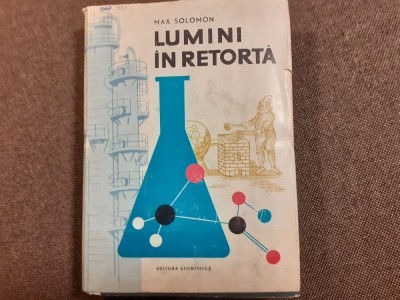 MAX SOLOMON
LUMINI
ÎN RETORTĂ
EDITURA ȘTIINȚIFICĂ